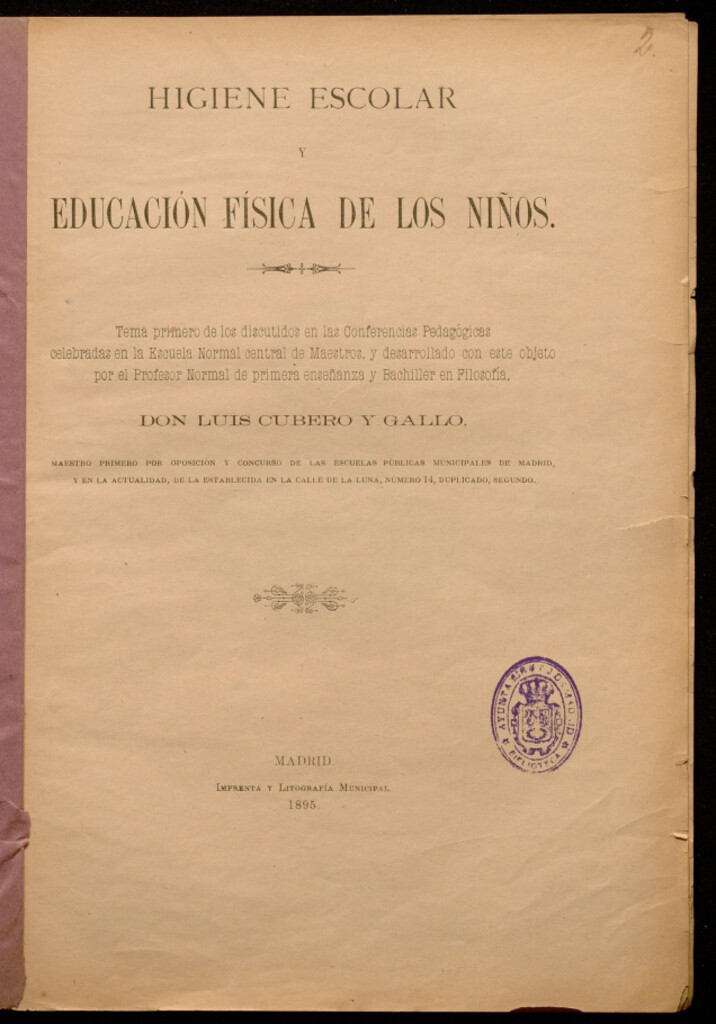 2.
HIGIENE ESCOLAR
Y
EDUCACIÓN FÍSICA DE LOS NIÑOS.
Tema primero de los discutidos en las Conferencias Pedagógicas
celebradas en la Escuela Normal central de Maestros, y desarrollado con este objeto
por el Profesor Normal de primera enseñanza y Bachiller en Filosofía,
DON LUIS CUBERO Y GALLO,
MAESTRO PRIMERO POR OPOSICIÓN Y CONCURSO DE LAS ESCUELAS PÚBLICAS MUNICIPALES DE MADRID,
Y EN LA ACTUALIDAD, DE LA ESTABLECIDA EN LA CALLE DE LA LUNA, NÚMERO 14, DUPLICADO, SEGUNDO.
AYUNTAMIENTO DE MADRID
BIBLIOTECA
MADRID.
IMPRENTA Y LITOGRAFÍA MUNICIPAL
1895.